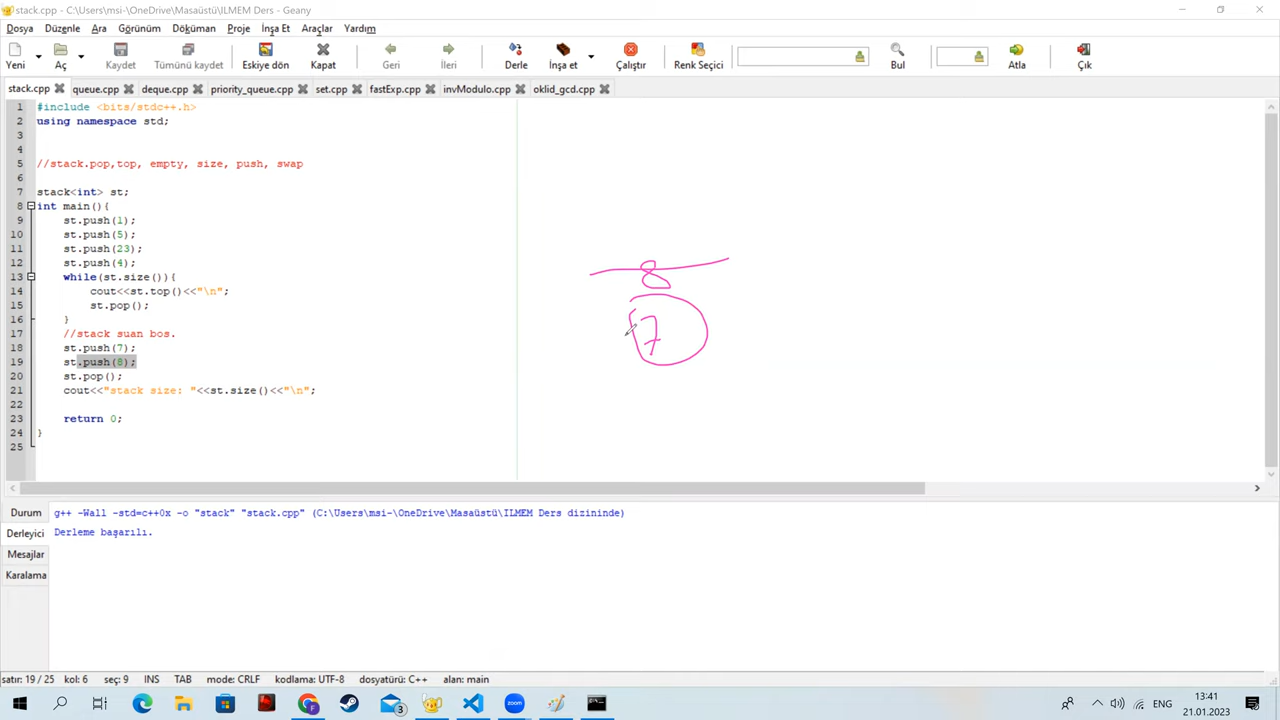 stack.cpp - C:\Users\msi-\OneDrive\Masaüstü\ILMEM Ders - Geany
Dosya Düzenle Ara Görünüm Doküman Proje İnşa Et Araçlar Yardım
Yeni Aç Kaydet Tümünü kaydet Eskiye dön Kapat Geri İleri Derle İnşa et Çalıştır Renk Seçici Bul Atla Çık
stack.cpp queue.cpp deque.cpp priority_queue.cpp set.cpp fastExp.cpp invModulo.cpp oklid_gcd.cpp
1 #include <bits/stdc++.h>
2 using namespace std;
3
4
5 //stack.pop,top, empty, size, push, swap
6
7 stack<int> st;
8 int main(){
9 st.push(1);
10 st.push(5);
11 st.push(23);
12 st.push(4);
13 while(st.size()){
14 cout<<st.top()<<"\n";
15 st.pop();
16 }
17 //stack suan bos.
18 st.push(7);
19 st.push(8);
20 st.pop();
21 cout<<"stack size: "<<st.size()<<"\n";
22
23 return 0;
24 }
25
8
7
Durum g++ -Wall -std=c++0x -o "stack" "stack.cpp" (C:\Users\msi-\OneDrive\Masaüstü\ILMEM Ders dizininde)
Derleyici Derleme başarılı.
Mesajlar
Karalama
satır: 19 / 25 kol: 6 seç: 9 INS TAB MOD: CRLF kodlama: UTF-8 dosyatürü: C++ alan: main
3 ENG 13:41
21.01.2023